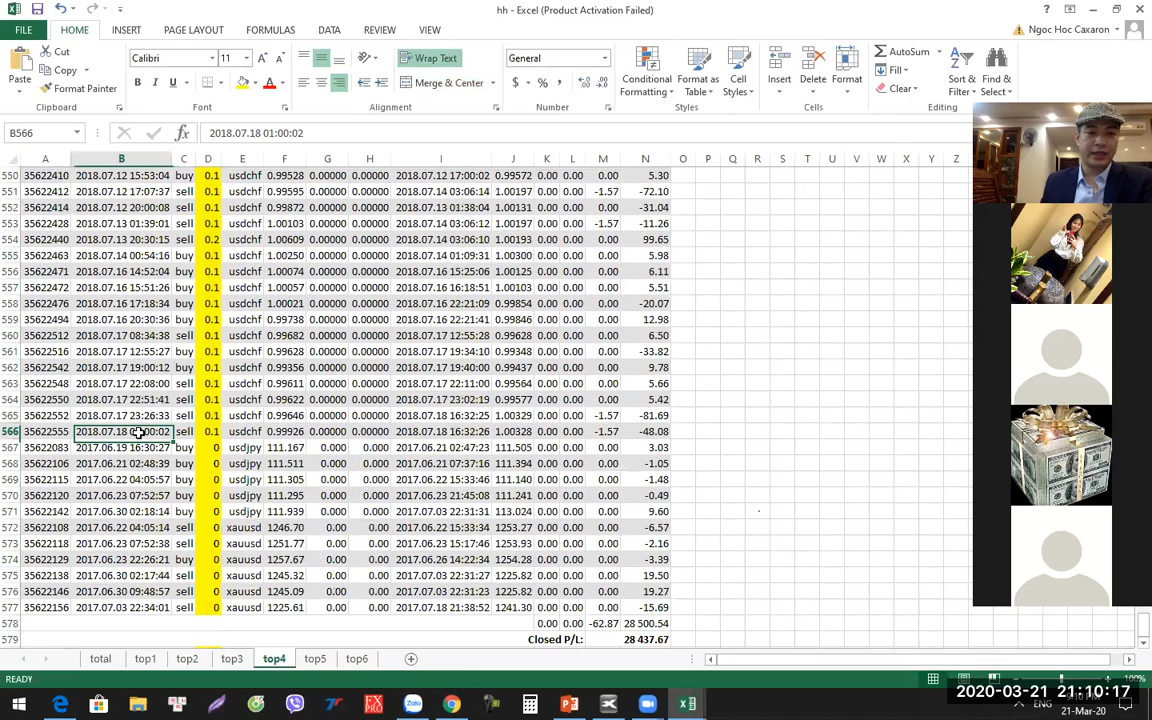 hh - Excel (Product Activation Failed)
FILE HOME INSERT PAGE LAYOUT FORMULAS DATA REVIEW VIEW Ngoc Hoc Caxaron
Paste Cut Copy Format Painter Calibri 11 B I U Wrap Text Merge & Center General $ % , Conditional Formatting Format as Table Cell Styles Insert Delete Format AutoSum Fill Clear Sort & Filter Find & Select
Clipboard Font Alignment Number Styles Cells Editing
B566 fx 2018.07.18 01:00:02
A B C D E F G H I J K L M N O P Q R S T U V W X Y Z
550 35622410 2018.07.12 15:53:04 buy 0.1 usdchf 0.99528 0.00000 0.00000 2018.07.12 17:00:02 0.99572 0.00 0.00 0.00 5.30
551 35622412 2018.07.12 17:07:37 sell 0.1 usdchf 0.99595 0.00000 0.00000 2018.07.14 03:06:14 1.00197 0.00 0.00 -1.57 -72.10
552 35622414 2018.07.12 20:00:08 sell 0.1 usdchf 0.99872 0.00000 0.00000 2018.07.13 01:38:04 1.00131 0.00 0.00 0.00 -31.04
553 35622428 2018.07.13 01:39:01 sell 0.1 usdchf 1.00103 0.00000 0.00000 2018.07.14 03:06:12 1.00197 0.00 0.00 -1.57 -11.26
554 35622440 2018.07.13 20:30:15 sell 0.2 usdchf 1.00609 0.00000 0.00000 2018.07.14 03:06:10 1.00193 0.00 0.00 0.00 99.65
555 35622463 2018.07.14 00:54:16 buy 0.1 usdchf 1.00250 0.00000 0.00000 2018.07.14 01:09:31 1.00300 0.00 0.00 0.00 5.98
556 35622471 2018.07.16 14:52:04 buy 0.1 usdchf 1.00074 0.00000 0.00000 2018.07.16 15:25:06 1.00125 0.00 0.00 0.00 6.11
557 35622472 2018.07.16 15:51:26 buy 0.1 usdchf 1.00057 0.00000 0.00000 2018.07.16 16:18:51 1.00103 0.00 0.00 0.00 5.51
558 35622476 2018.07.16 17:18:34 buy 0.1 usdchf 1.00021 0.00000 0.00000 2018.07.16 22:21:09 0.99854 0.00 0.00 0.00 -20.07
559 35622494 2018.07.16 20:30:36 buy 0.1 usdchf 0.99738 0.00000 0.00000 2018.07.16 22:21:41 0.99846 0.00 0.00 0.00 12.98
560 35622512 2018.07.17 08:34:38 sell 0.1 usdchf 0.99682 0.00000 0.00000 2018.07.17 12:55:28 0.99628 0.00 0.00 0.00 6.50
561 35622516 2018.07.17 12:55:27 buy 0.1 usdchf 0.99628 0.00000 0.00000 2018.07.17 19:34:10 0.99348 0.00 0.00 0.00 -33.82
562 35622542 2018.07.17 19:00:12 buy 0.1 usdchf 0.99356 0.00000 0.00000 2018.07.17 19:40:00 0.99437 0.00 0.00 0.00 9.78
563 35622548 2018.07.17 22:08:00 sell 0.1 usdchf 0.99611 0.00000 0.00000 2018.07.17 22:11:00 0.99564 0.00 0.00 0.00 5.66
564 35622550 2018.07.17 22:51:41 sell 0.1 usdchf 0.99622 0.00000 0.00000 2018.07.17 23:02:19 0.99577 0.00 0.00 0.00 5.42
565 35622552 2018.07.17 23:26:33 sell 0.1 usdchf 0.99646 0.00000 0.00000 2018.07.18 16:32:25 1.00329 0.00 0.00 -1.57 -81.69
566 35622555 2018.07.18 00:02 sell 0.1 usdchf 0.99926 0.00000 0.00000 2018.07.18 16:32:26 1.00328 0.00 0.00 -1.57 -48.08
567 35622083 2017.06.19 16:30:27 buy 0 usdjpy 111.167 0.000 0.000 2017.06.21 02:47:23 111.505 0.00 0.00 0.00 3.03
568 35622106 2017.06.21 02:48:39 buy 0 usdjpy 111.511 0.000 0.000 2017.06.21 07:37:16 111.394 0.00 0.00 0.00 -1.05
569 35622115 2017.06.22 04:05:57 buy 0 usdjpy 111.305 0.000 0.000 2017.06.22 15:33:46 111.140 0.00 0.00 0.00 -1.48
570 35622120 2017.06.23 07:52:57 buy 0 usdjpy 111.295 0.000 0.000 2017.06.23 21:45:08 111.241 0.00 0.00 0.00 -0.49
571 35622142 2017.06.30 02:18:14 buy 0 usdjpy 111.939 0.000 0.000 2017.07.03 22:31:31 113.024 0.00 0.00 0.00 9.60
572 35622108 2017.06.22 04:05:14 sell 0 xauusd 1246.70 0.00 0.00 2017.06.22 15:33:34 1253.27 0.00 0.00 0.00 -6.57
573 35622118 2017.06.23 07:52:38 sell 0 xauusd 1251.77 0.00 0.00 2017.06.23 15:17:46 1253.93 0.00 0.00 0.00 -2.16
574 35622129 2017.06.23 22:26:21 buy 0 xauusd 1257.67 0.00 0.00 2017.06.26 14:22:34 1254.28 0.00 0.00 0.00 -3.39
575 35622138 2017.06.30 02:17:44 sell 0 xauusd 1245.32 0.00 0.00 2017.07.03 22:31:27 1225.82 0.00 0.00 0.00 19.50
576 35622146 2017.06.30 09:48:57 sell 0 xauusd 1245.09 0.00 0.00 2017.07.03 22:31:27 1225.82 0.00 0.00 0.00 19.27
577 35622156 2017.07.03 22:34:01 sell 0 xauusd 1225.61 0.00 0.00 2017.07.18 21:38:52 1241.30 0.00 0.00 0.00 -15.69
578 0.00 0.00 -62.87 28 500.54
579 Closed P/L: 28 437.67
total top1 top2 top3 top4 top5 top6
READY 100%
2020-03-21 21:10:17
ENG 21-Mar-20
FX PRO Zalo